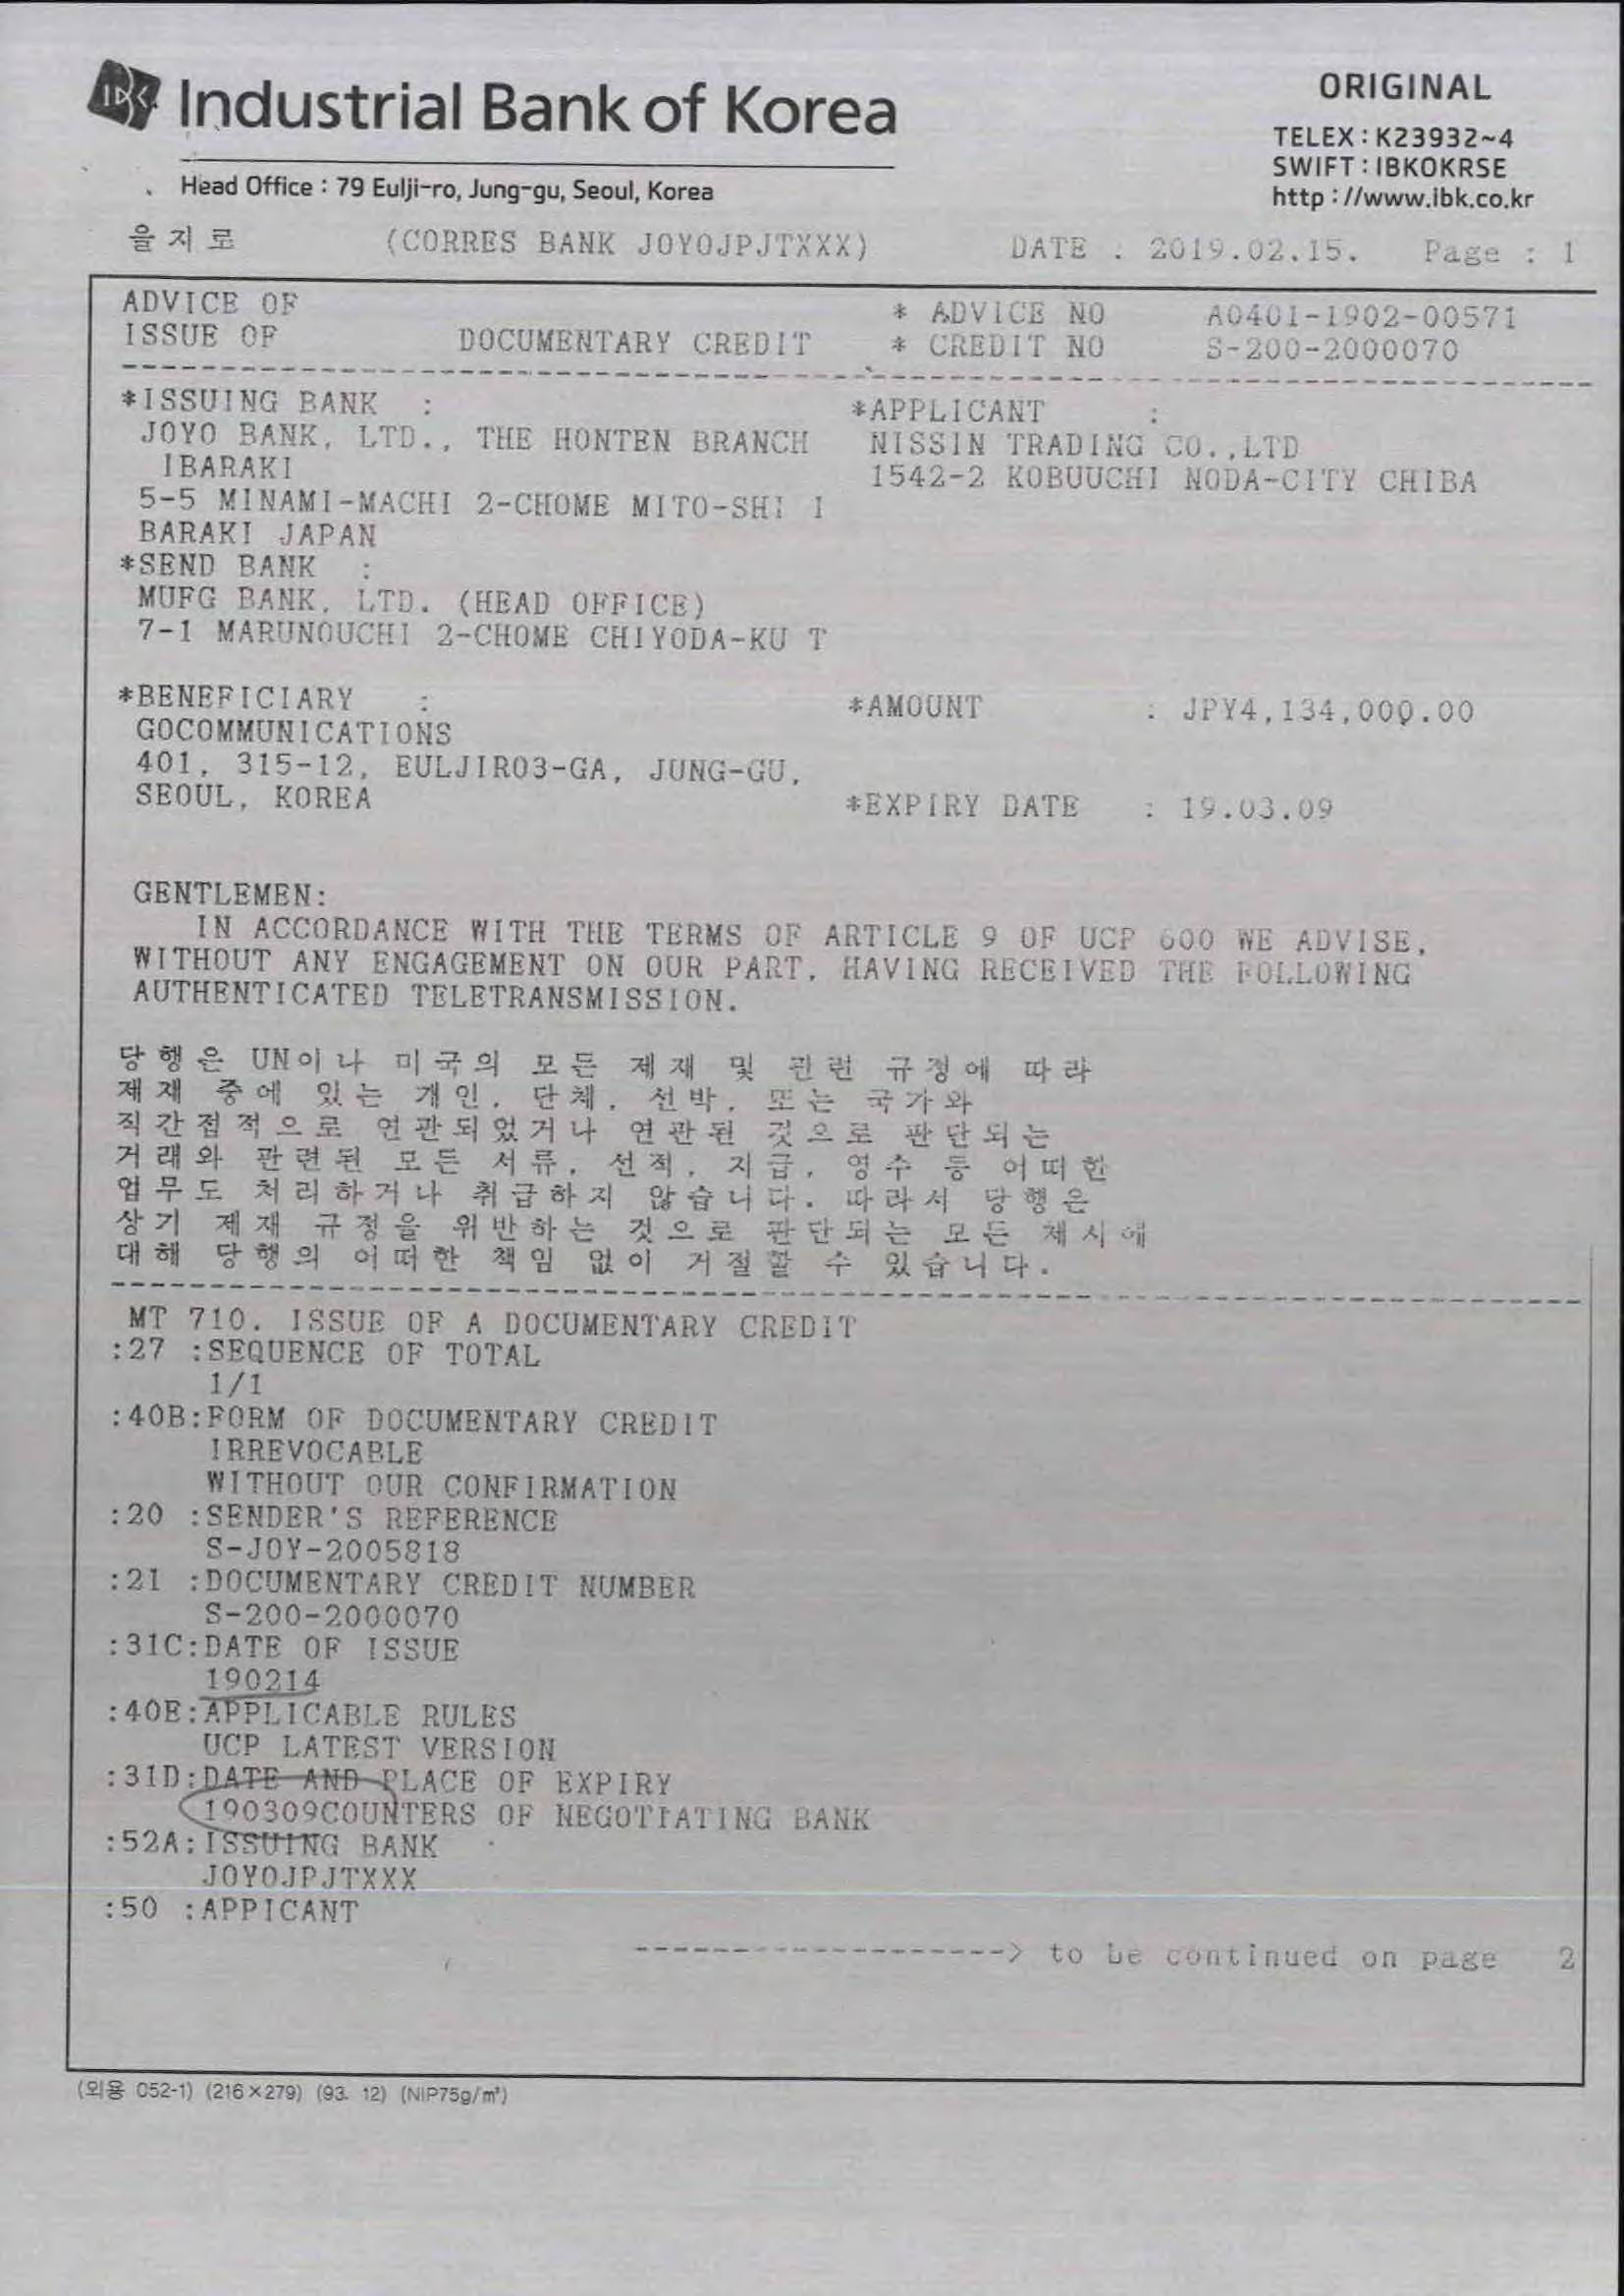 IBK Industrial Bank of Korea
ORIGINAL
TELEX : K23932~4
SWIFT : IBKOKRSE
http : //www.ibk.co.kr
Head Office : 79 Eulji-ro, Jung-gu, Seoul, Korea
을지로 (CORRES BANK JOYOJPJTXXX) DATE : 2019.02.15. Page : 1
ADVICE OF * ADVICE NO A0401-1902-00571
ISSUE OF DOCUMENTARY CREDIT * CREDIT NO S-200-2000070
*ISSUING BANK : *APPLICANT :
JOYO BANK, LTD., THE HONTEN BRANCH NISSIN TRADING CO.,LTD
IBARAKI 1542-2 KOBUUCHI NODA-CITY CHIBA
5-5 MINAMI-MACHI 2-CHOME MITO-SHI I
BARAKI JAPAN
*SEND BANK :
MUFG BANK, LTD. (HEAD OFFICE)
7-1 MARUNOUCHI 2-CHOME CHIYODA-KU T
*BENEFICIARY : *AMOUNT : JPY4,134,000.00
GOCOMMUNICATIONS
401, 315-12, EULJIRO3-GA, JUNG-GU,
SEOUL, KOREA *EXPIRY DATE : 19.03.09
GENTLEMEN:
IN ACCORDANCE WITH THE TERMS OF ARTICLE 9 OF UCP 600 WE ADVISE,
WITHOUT ANY ENGAGEMENT ON OUR PART, HAVING RECEIVED THE FOLLOWING
AUTHENTICATED TELETRANSMISSION.
당행은 UN이나 미국의 모든 제재 및 관련 규정에 따라
제재 중에 있는 개인, 단체, 선박, 또는 국가와
직간접적으로 연관되었거나 연관된 것으로 판단되는
거래와 관련된 모든 서류, 선적, 지급, 영수 등 어떠한
업무도 처리하거나 취급하지 않습니다. 따라서 당행은
상기 제재 규정을 위반하는 것으로 판단되는 모든 제시에
대해 당행의 어떠한 책임 없이 거절할 수 있습니다.
MT 710. ISSUE OF A DOCUMENTARY CREDIT
:27 :SEQUENCE OF TOTAL
1/1
:40B:FORM OF DOCUMENTARY CREDIT
IRREVOCABLE
WITHOUT OUR CONFIRMATION
:20 :SENDER'S REFERENCE
S-JOY-2005818
:21 :DOCUMENTARY CREDIT NUMBER
S-200-2000070
:31C:DATE OF ISSUE
190214
:40E:APPLICABLE RULES
UCP LATEST VERSION
:31D:DATE AND PLACE OF EXPIRY
190309COUNTERS OF NEGOTIATING BANK
:52A:ISSUING BANK
JOYOJPJTXXX
:50 :APPICANT
--------------------> to be continued on page 2
(외용 052-1) (216×279) (93. 12) (NIP75g/㎡)